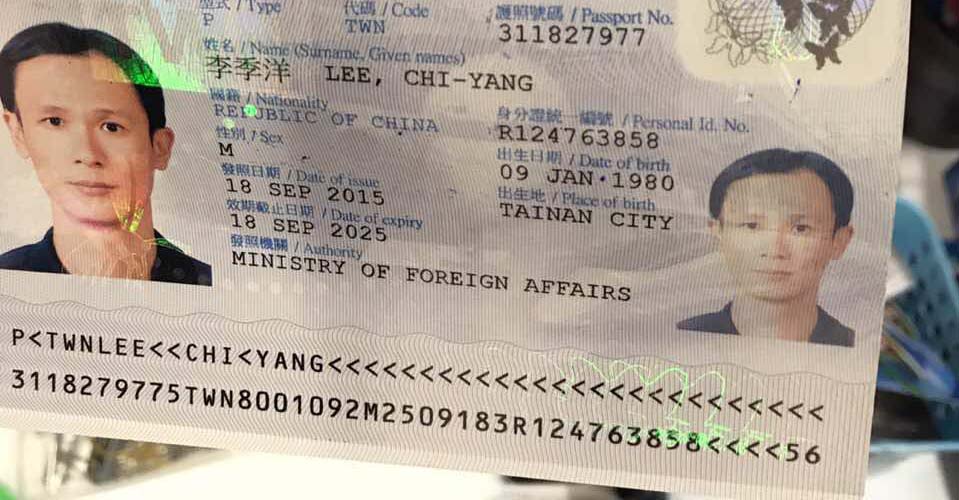 型式 / Type 代碼 / Code 護照號碼 / Passport No.
P TWN 311827977
姓名 / Name (Surname, Given names)
李季洋 LEE, CHI-YANG
國籍 / Nationality 身分證統一編號 / Personal Id. No.
REPUBLIC OF CHINA R124763858
性別 / Sex 出生日期 / Date of birth
M 09 JAN 1980
發照日期 / Date of issue 出生地 / Place of birth
18 SEP 2015 TAINAN CITY
效期截止日期 / Date of expiry
18 SEP 2025
發照機關 / Authority
MINISTRY OF FOREIGN AFFAIRS
P<TWNLEE<<CHI<YANG<<<<<<<<<<<<<<<<<<<<<<<<<<
3118279775TWN8001092M2509183R124763858<<<<56